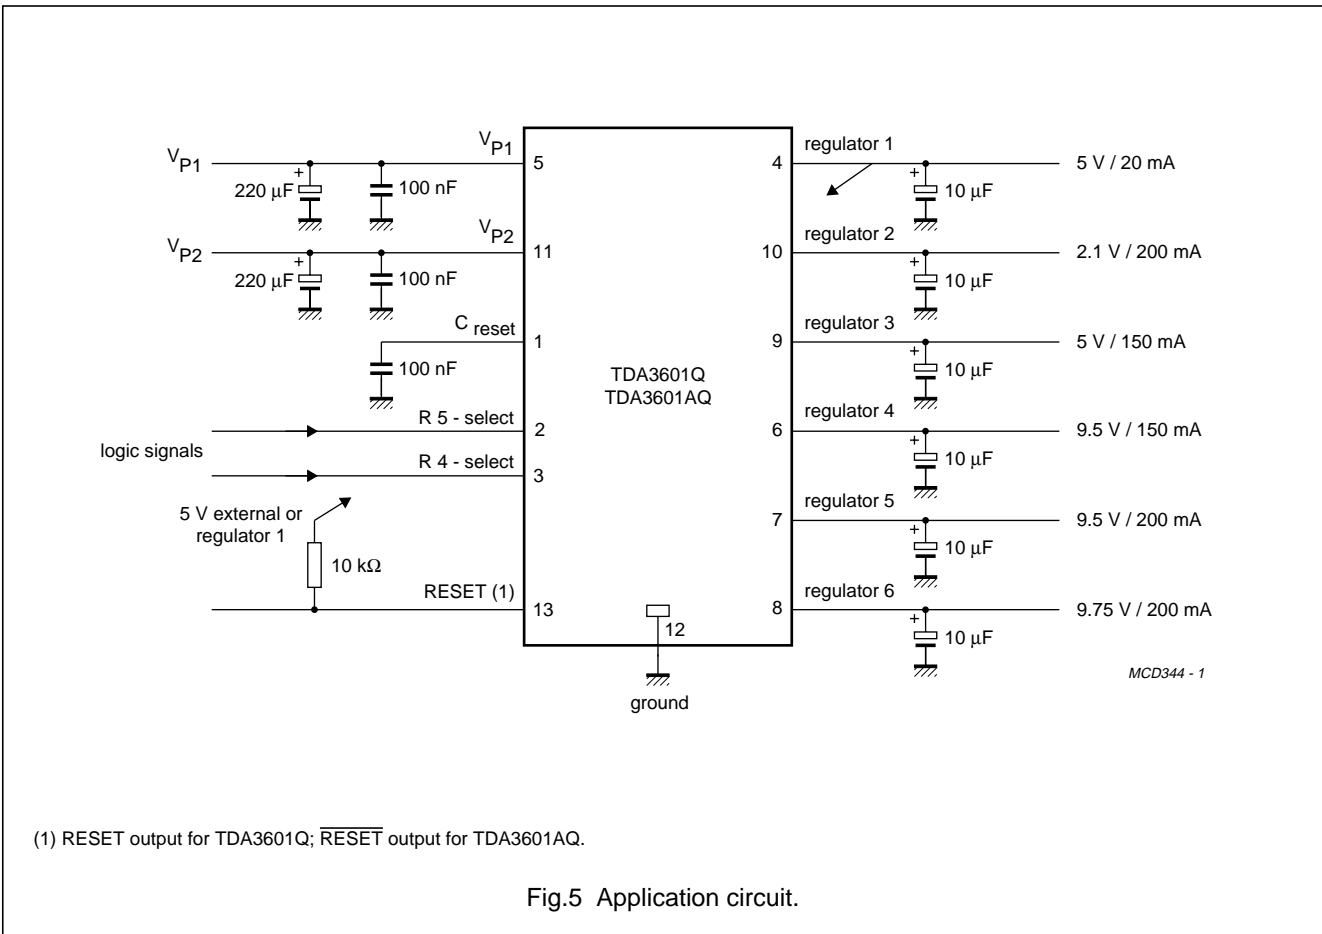 V P1
V P1
5
220 μF
+
100 nF
V P2
V P2
11
220 μF
+
100 nF
C reset
1
100 nF
R 5 - select
2
logic signals
R 4 - select
3
5 V external or
regulator 1
10 kΩ
RESET (1)
13
TDA3601Q
TDA3601AQ
12
ground
4
regulator 1
+
10 μF
5 V / 20 mA
10
regulator 2
+
10 μF
2.1 V / 200 mA
9
regulator 3
+
10 μF
5 V / 150 mA
6
regulator 4
+
10 μF
9.5 V / 150 mA
7
regulator 5
+
10 μF
9.5 V / 200 mA
8
regulator 6
+
10 μF
9.75 V / 200 mA
MCD344 - 1
(1) RESET output for TDA3601Q; R̅E̅S̅E̅T̅ output for TDA3601AQ.
Fig.5 Application circuit.